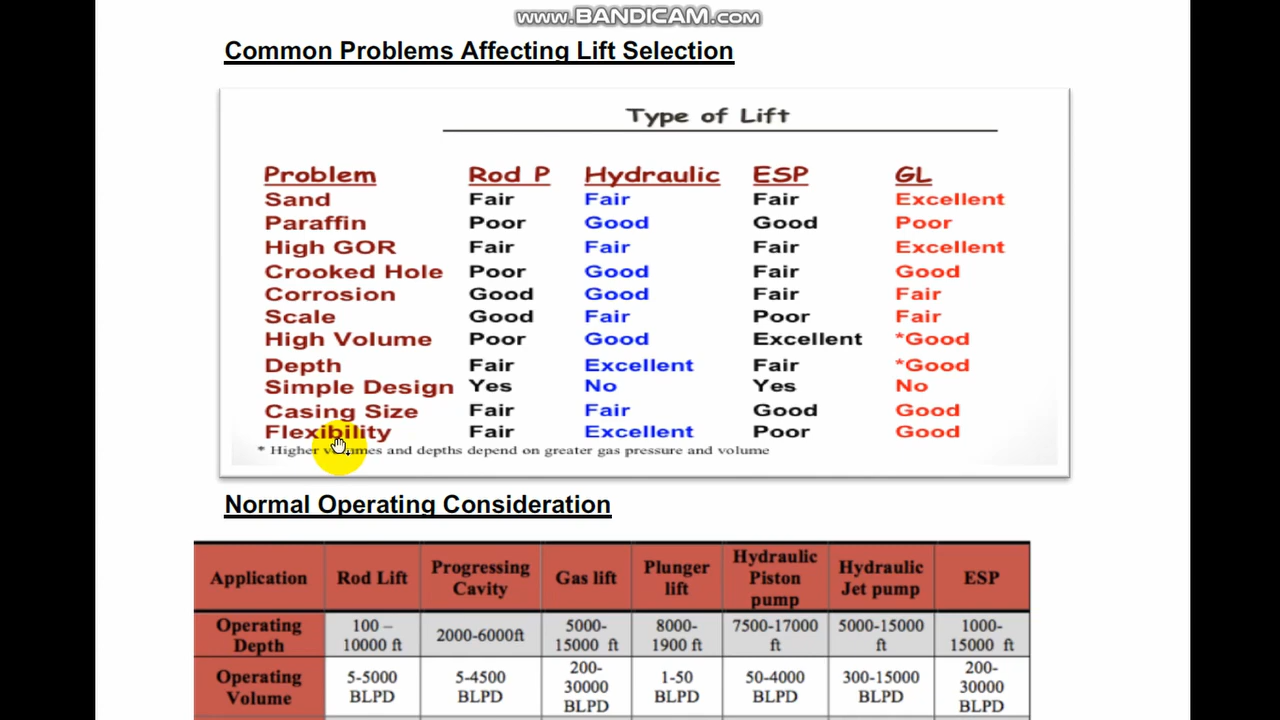 www.BANDICAM.com
Common Problems Affecting Lift Selection
Type of Lift
Problem Rod P Hydraulic ESP GL
Sand Fair Fair Fair Excellent
Paraffin Poor Good Good Poor
High GOR Fair Fair Fair Excellent
Crooked Hole Poor Good Fair Good
Corrosion Good Good Fair Fair
Scale Good Fair Poor Fair
High Volume Poor Good Excellent *Good
Depth Fair Excellent Fair *Good
Simple Design Yes No Yes No
Casing Size Fair Fair Good Good
Flexibility Fair Excellent Poor Good
* Higher volumes and depths depend on greater gas pressure and volume
Normal Operating Consideration
Application Rod Lift Progressing Cavity Gas lift Plunger lift Hydraulic Piston pump Hydraulic Jet pump ESP
Operating Depth 100 – 10000 ft 2000-6000ft 5000-15000 ft 8000-1900 ft 7500-17000 ft 5000-15000 ft 1000-15000 ft
Operating Volume 5-5000 BLPD 5-4500 BLPD 200-30000 BLPD 1-50 BLPD 50-4000 BLPD 300-15000 BLPD 200-30000 BLPD